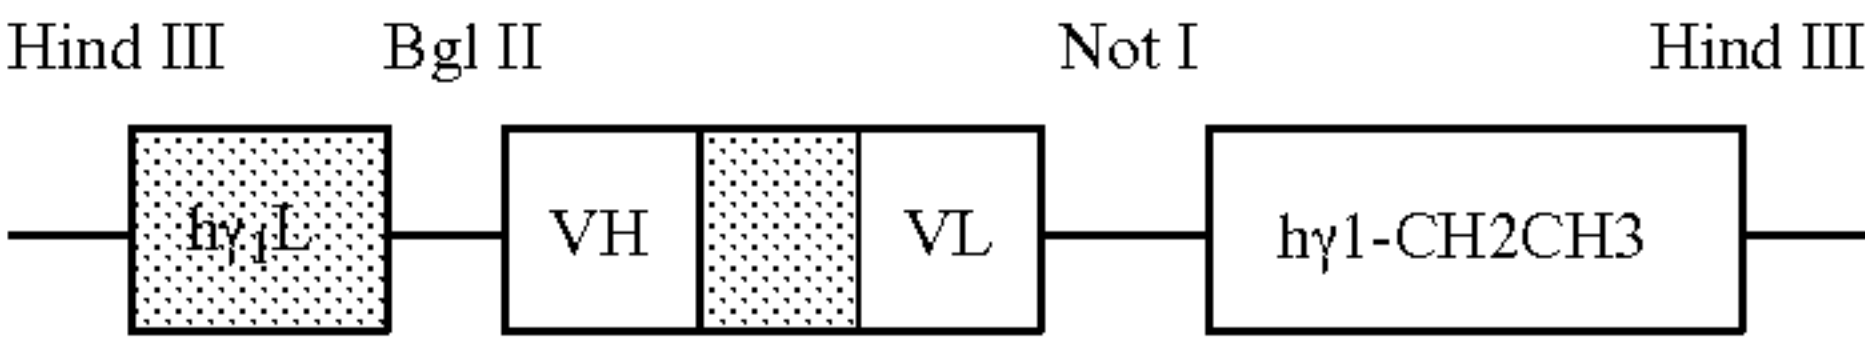 Hind III Bgl II Not I Hind III
hγ₁L VH VL hγ1-CH2CH3